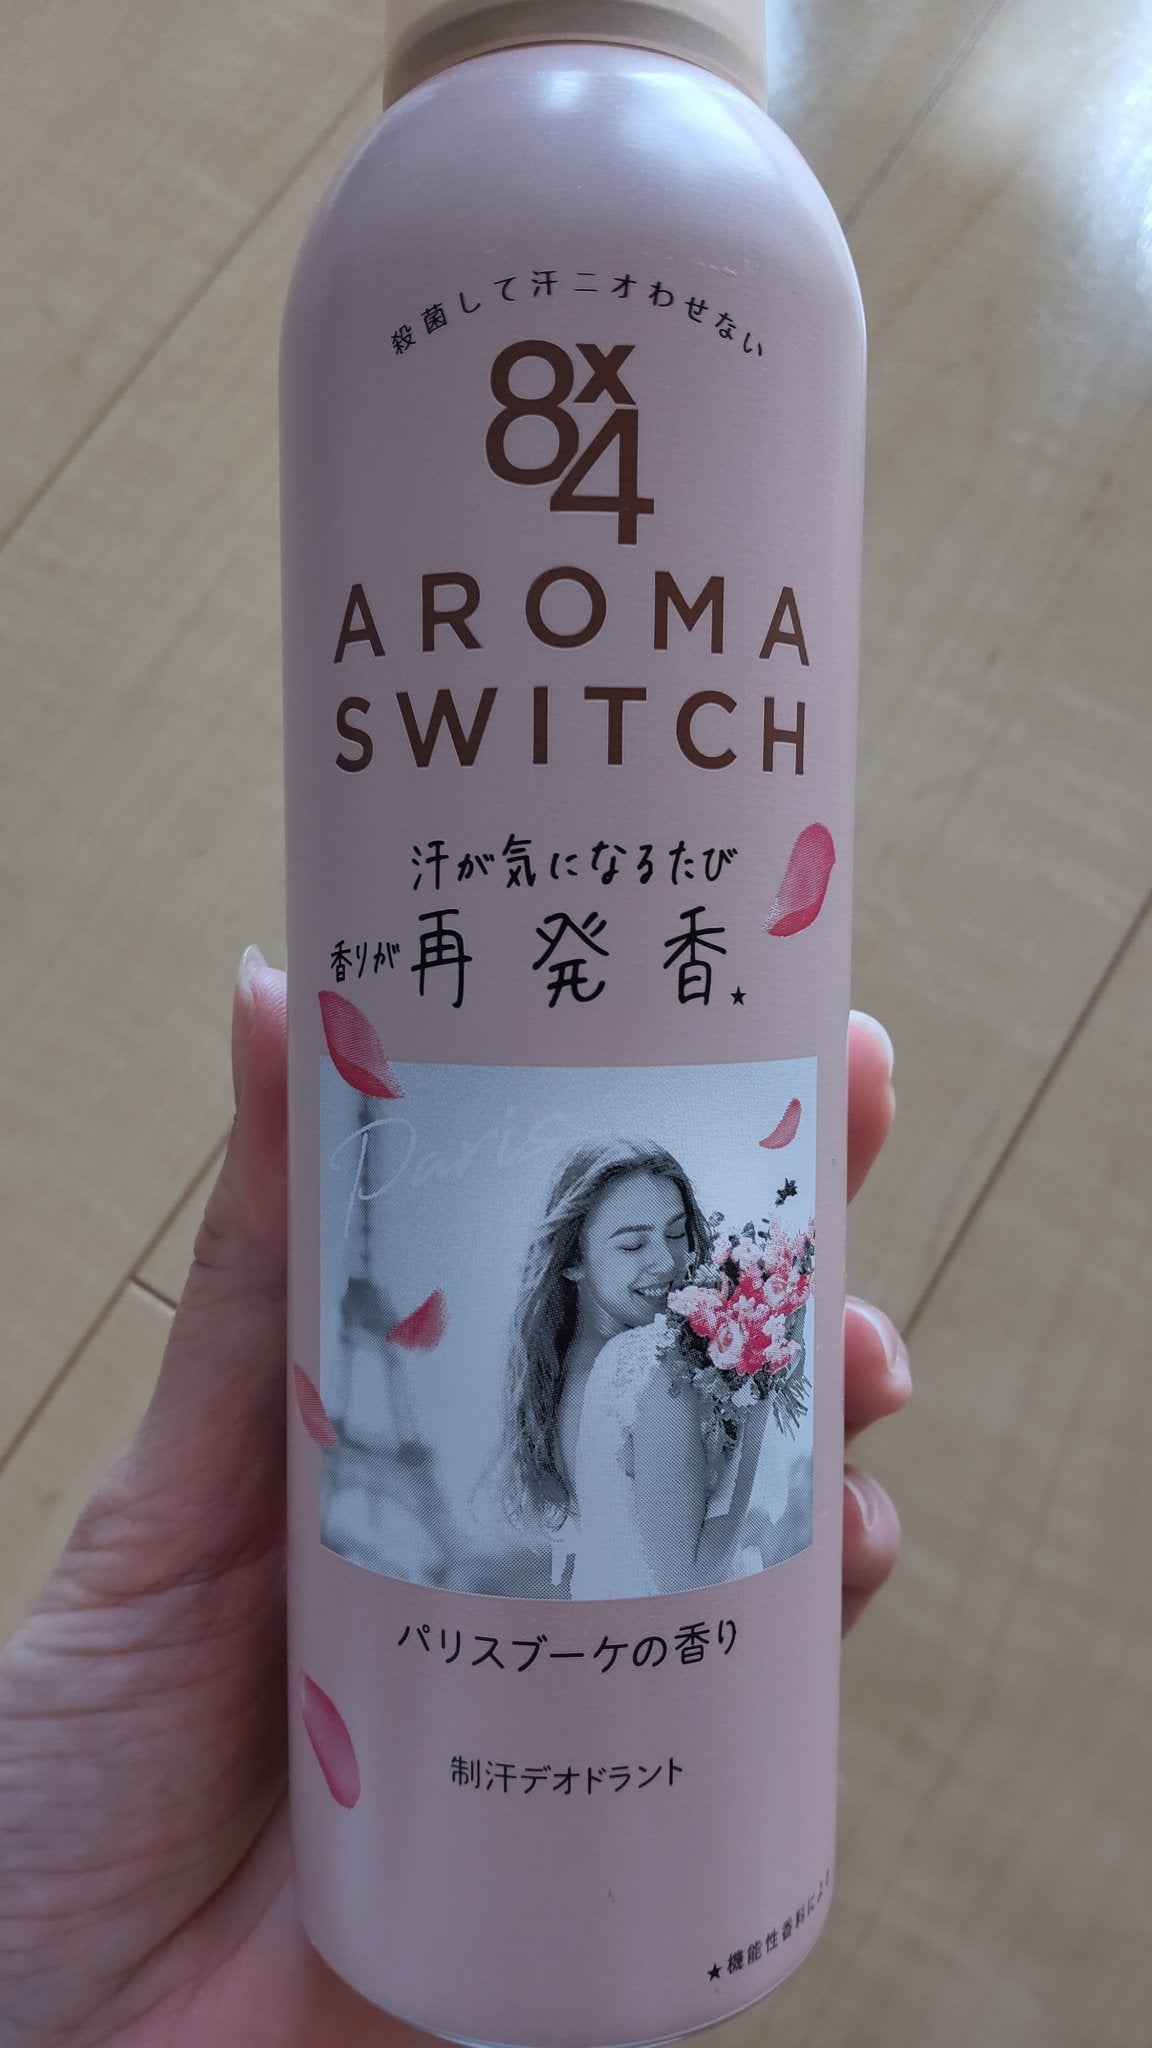 殺菌して汗ニオわせない
8x4
AROMA
SWITCH
汗が気になるたび
香りが再発香★
Paris
パリスブーケの香り
制汗デオドラント
★機能性香料による